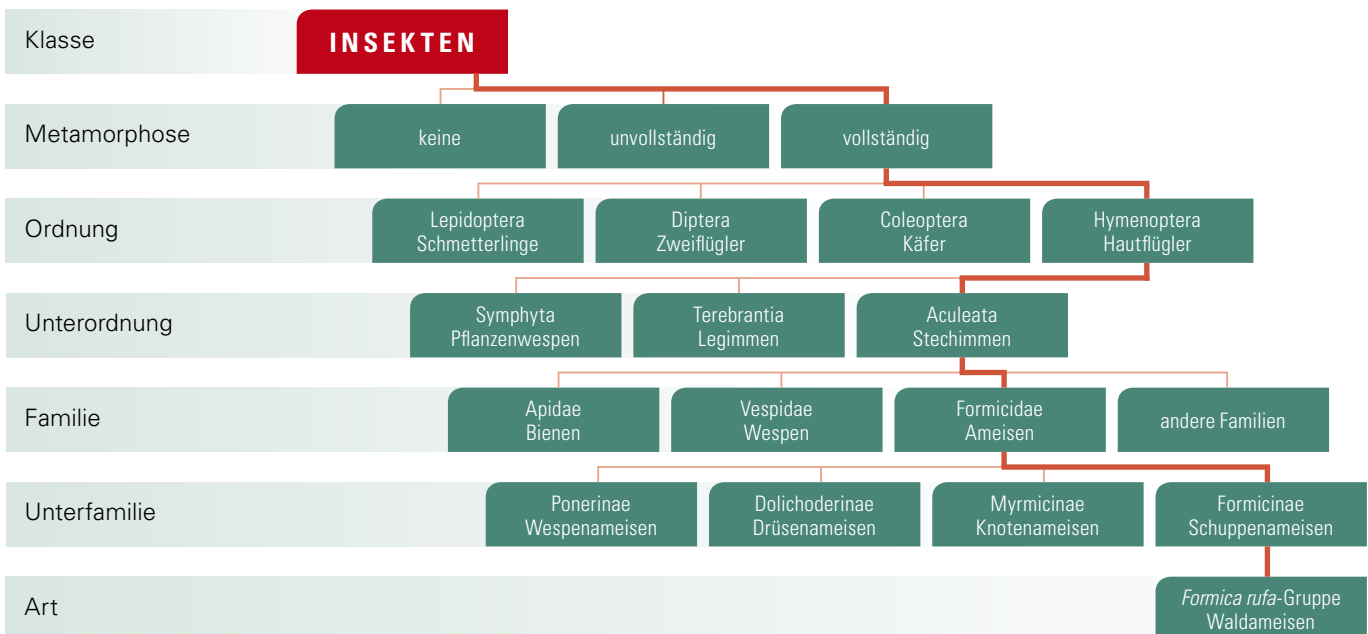 Klasse
INSEKTEN
Metamorphose
keine
unvollständig
vollständig
Ordnung
Lepidoptera
Schmetterlinge
Diptera
Zweiflügler
Coleoptera
Käfer
Hymenoptera
Hautflügler
Unterordnung
Symphyta
Pflanzenwespen
Terebrantia
Legimmen
Aculeata
Stechimmen
Familie
Apidae
Bienen
Vespidae
Wespen
Formicidae
Ameisen
andere Familien
Unterfamilie
Ponerinae
Wespenameisen
Dolichoderinae
Drüsenameisen
Myrmicinae
Knotenameisen
Formicinae
Schuppenameisen
Art
Formica rufa-Gruppe
Waldameisen